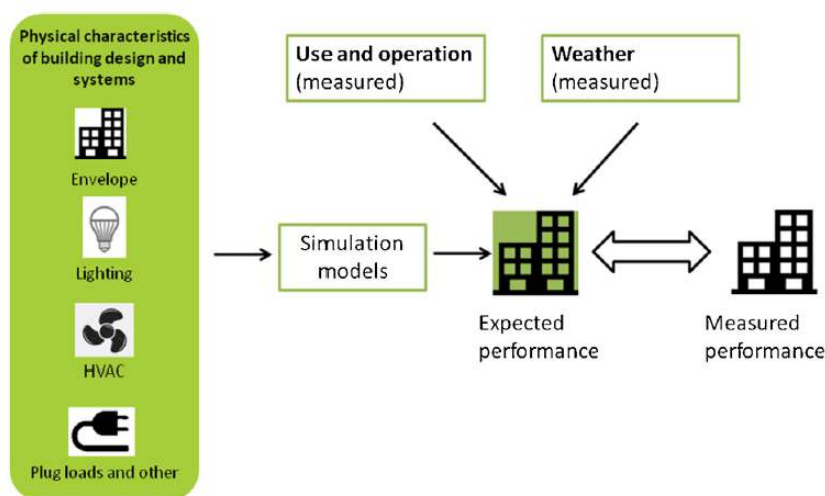 Physical characteristics
of building design and
systems
Envelope
Lighting
HVAC
Plug loads and other
Use and operation
(measured)
Weather
(measured)
Simulation
models
Expected
performance
Measured
performance